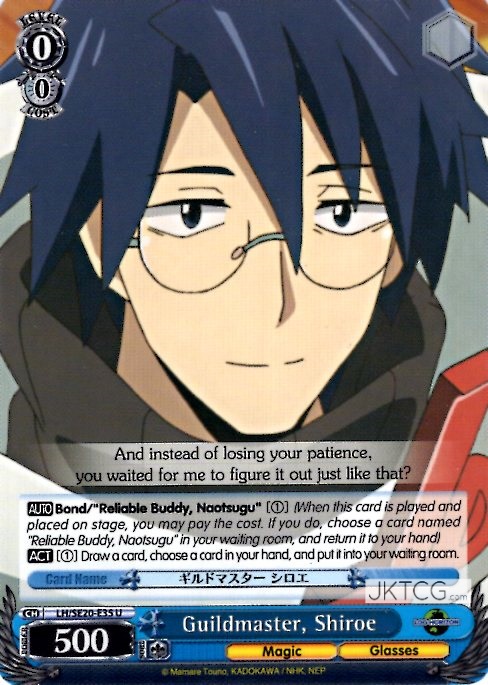 LEVEL
0
0
COST
And instead of losing your patience,
you waited for me to figure it out just like that?
AUTO Bond/"Reliable Buddy, Naotsugu" [①] (When this card is played and
placed on stage, you may pay the cost. If you do, choose a card named
"Reliable Buddy, Naotsugu" in your waiting room, and return it to your hand)
ACT [①] Draw a card, choose a card in your hand, and put it into your waiting room.
Card Name ギルドマスター シロエ
JKTCG.com
CH LH/SE20-E35 U
POWER 500 Guildmaster, Shiroe
Magic Glasses
© Mamare Touno, KADOKAWA / NHK, NEP